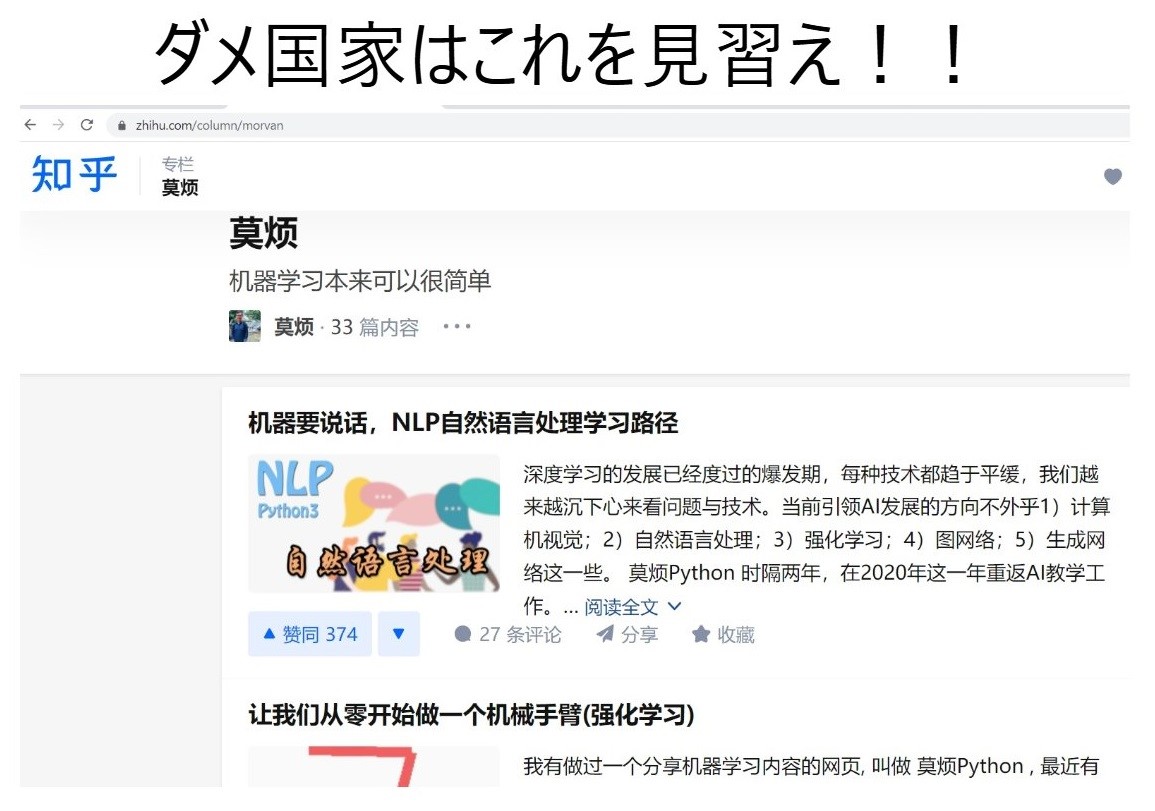 ダメ国家はこれを見習え！！
zhihu.com/column/morvan
知乎
专栏
莫烦
莫烦
机器学习本来可以很简单
莫烦 · 33 篇内容 ···
机器要说话，NLP自然语言处理学习路径
NLP
Python3
自然语言处理
深度学习的发展已经度过的爆发期，每种技术都趋于平缓，我们越
来越沉下心来看问题与技术。当前引领AI发展的方向不外乎1）计算
机视觉；2）自然语言处理；3）强化学习；4）图网络；5）生成网
络这一些。 莫烦Python 时隔两年，在2020年这一年重返AI教学工
作。... 阅读全文
赞同 374
27 条评论
分享
收藏
让我们从零开始做一个机械手臂(强化学习)
我有做过一个分享机器学习内容的网页, 叫做 莫烦Python , 最近有